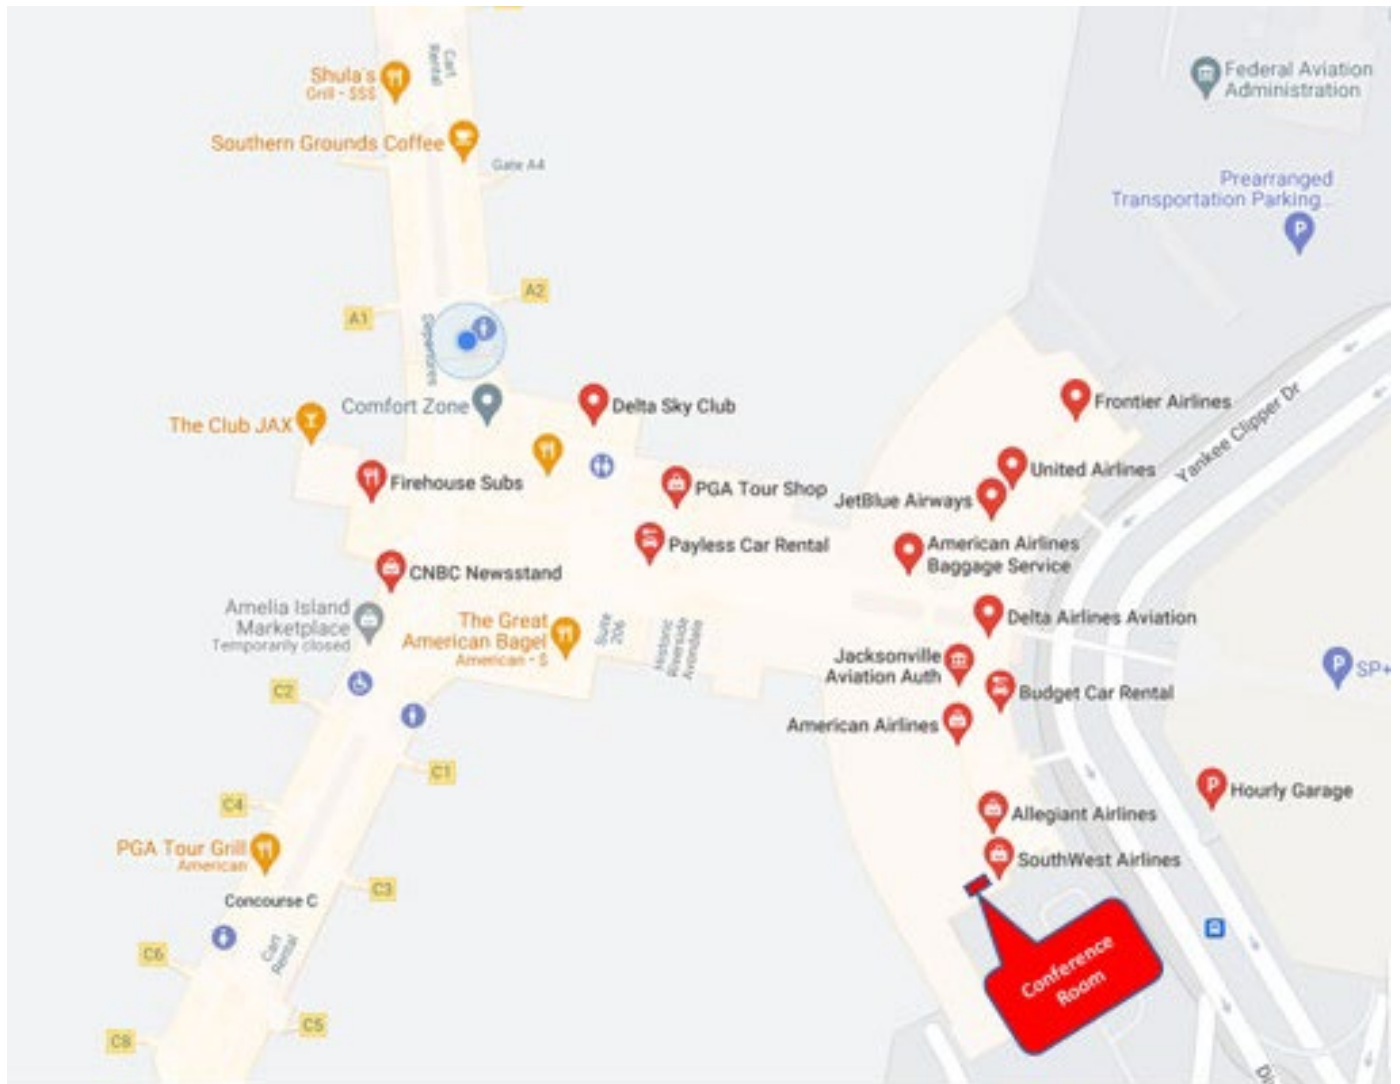 Cart
Rental
Shula's
Grill - $$$
Southern Grounds Coffee
Gate A4
Federal Aviation
Administration
Prearranged
Transportation Parking...
P
A2
A1
Departures
Yankee Clipper Dr
Comfort Zone
Delta Sky Club
Frontier Airlines
The Club JAX
Firehouse Subs
United Airlines
PGA Tour Shop
JetBlue Airways
Payless Car Rental
American Airlines
Baggage Service
CNBC Newsstand
Amelia Island
Marketplace
Temporarily closed
The Great
American Bagel
American - $
Suite
206
Historic
Riverside
Avondale
Delta Airlines Aviation
Jacksonville
Aviation Auth
P
SP+
C2
Budget Car Rental
American Airlines
C1
P
Hourly Garage
C4
Allegiant Airlines
PGA Tour Grill
American
SouthWest Airlines
C3
Concourse C
Cart
Rental
C6
Conference
Room
C5
C8